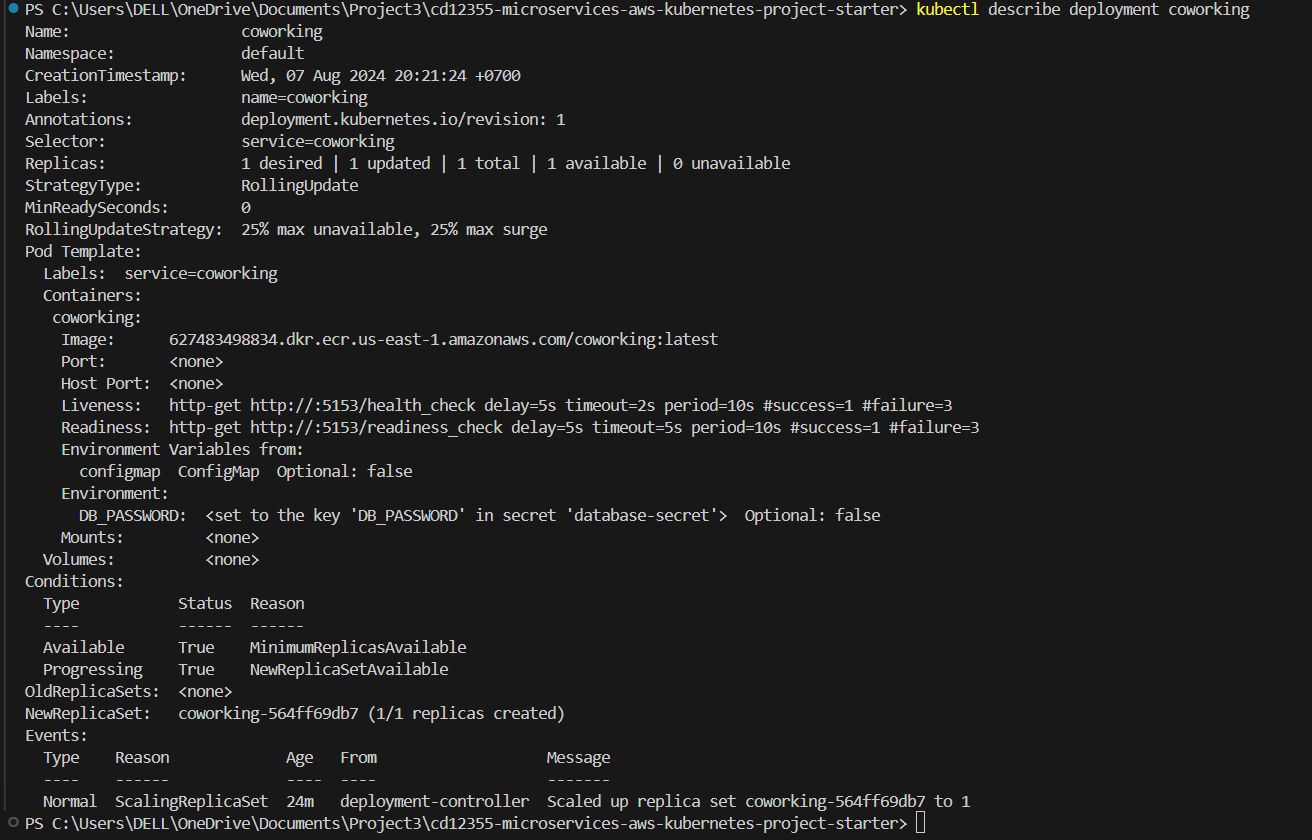 PS C:\Users\DELL\OneDrive\Documents\Project3\cd12355-microservices-aws-kubernetes-project-starter> kubectl describe deployment coworking
Name:                   coworking
Namespace:              default
CreationTimestamp:      Wed, 07 Aug 2024 20:21:24 +0700
Labels:                 name=coworking
Annotations:            deployment.kubernetes.io/revision: 1
Selector:               service=coworking
Replicas:               1 desired | 1 updated | 1 total | 1 available | 0 unavailable
StrategyType:           RollingUpdate
MinReadySeconds:        0
RollingUpdateStrategy:  25% max unavailable, 25% max surge
Pod Template:
  Labels:  service=coworking
  Containers:
   coworking:
    Image:      627483498834.dkr.ecr.us-east-1.amazonaws.com/coworking:latest
    Port:       <none>
    Host Port:  <none>
    Liveness:   http-get http://:5153/health_check delay=5s timeout=2s period=10s #success=1 #failure=3
    Readiness:  http-get http://:5153/readiness_check delay=5s timeout=5s period=10s #success=1 #failure=3
    Environment Variables from:
      configmap  ConfigMap  Optional: false
    Environment:
      DB_PASSWORD:  <set to the key 'DB_PASSWORD' in secret 'database-secret'>  Optional: false
    Mounts:         <none>
  Volumes:          <none>
Conditions:
  Type           Status  Reason
  ----           ------  ------
  Available      True    MinimumReplicasAvailable
  Progressing    True    NewReplicaSetAvailable
OldReplicaSets:  <none>
NewReplicaSet:   coworking-564ff69db7 (1/1 replicas created)
Events:
  Type    Reason             Age   From                   Message
  ----    ------             ----  ----                   -------
  Normal  ScalingReplicaSet  24m   deployment-controller  Scaled up replica set coworking-564ff69db7 to 1
PS C:\Users\DELL\OneDrive\Documents\Project3\cd12355-microservices-aws-kubernetes-project-starter>